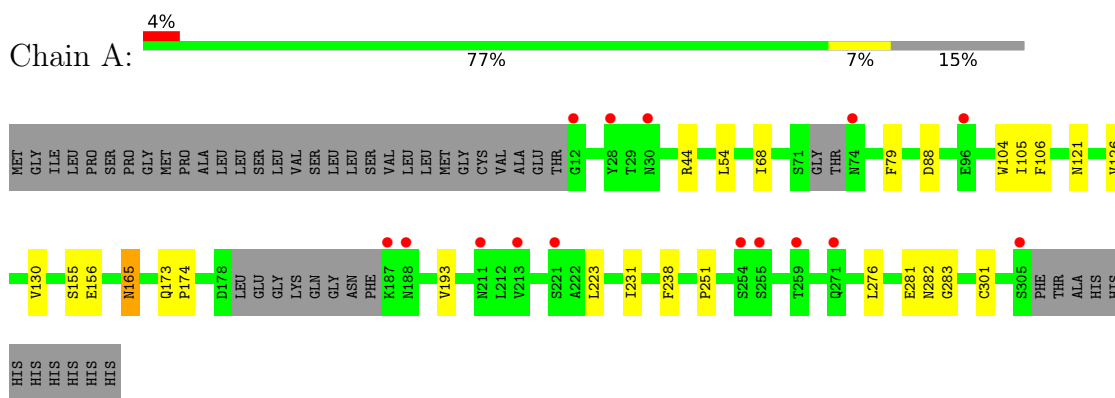 4%
Chain A:
77% 7% 15%
MET GLY ILE LEU PRO SER PRO GLY MET PRO ALA LEU LEU SER LEU VAL SER LEU LEU SER VAL LEU LEU MET GLY CYS VAL ALA GLU THR G12 Y28 T29 N30 R44 L54 I68 S71 GLY THR N74 F79 D88 E96 W104 I105 F106 N121 V126
V130 S155 E156 N165 Q173 P174 D178 LEU GLU GLY LYS GLN GLY ASN PHE K187 N188 V193 N211 L212 V213 S221 A222 L223 I231 F238 P251 S254 S255 T259 Q271 L276 E281 N282 G283 C301 S305 PHE THR ALA HIS HIS
HIS HIS HIS HIS HIS HIS